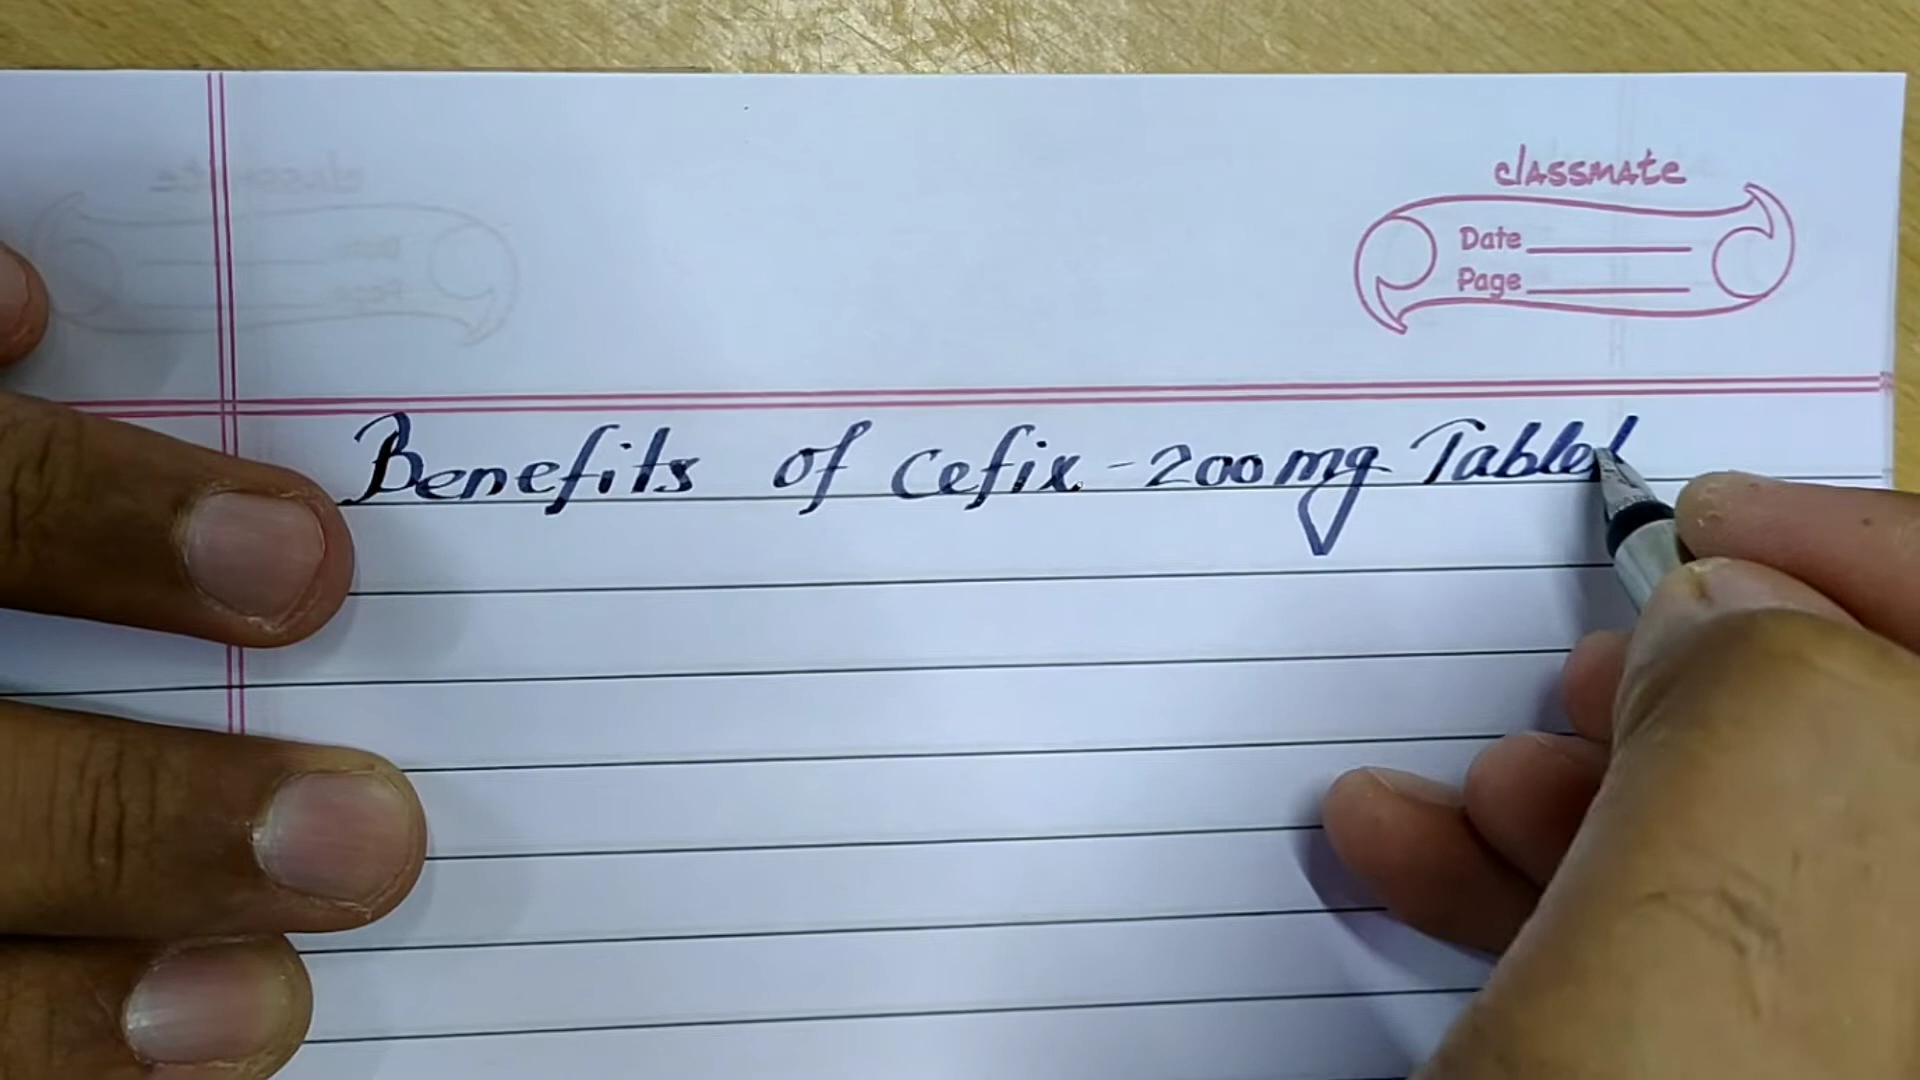 classmate
Date
Page
Benefits of Cefix - 200mg Tablet